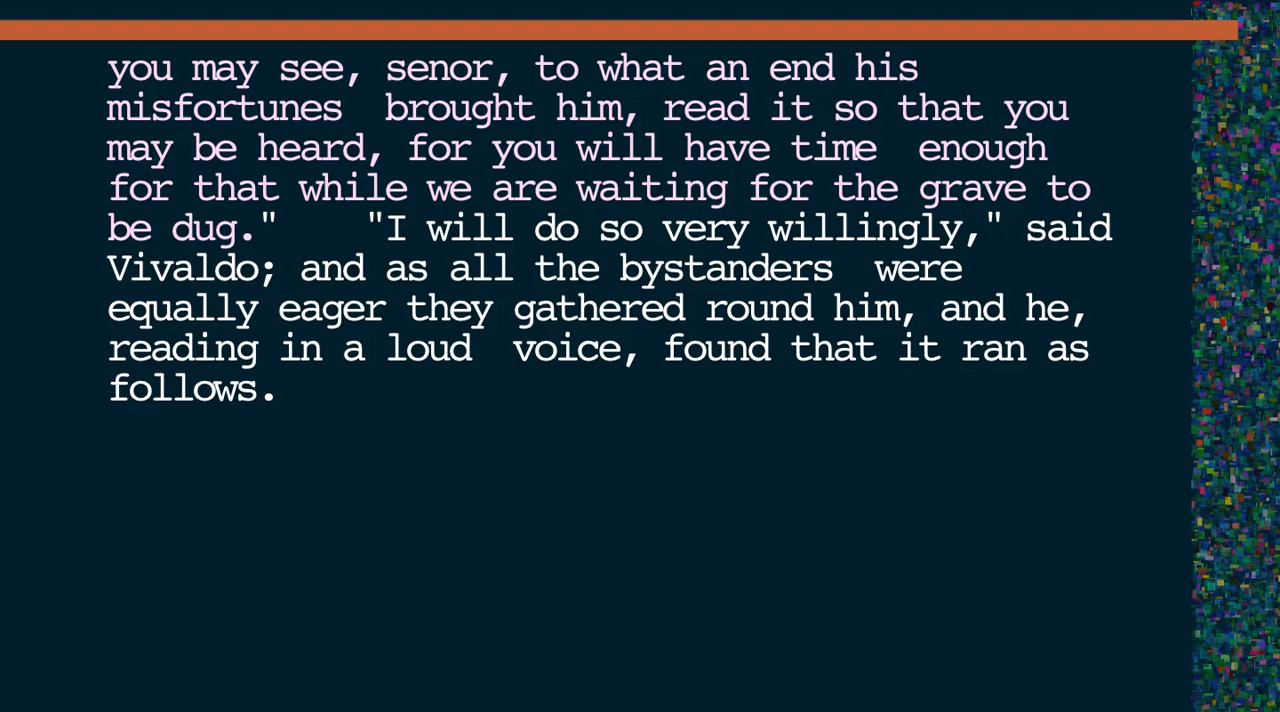 you may see, senor, to what an end his
misfortunes  brought him, read it so that you
may be heard, for you will have time  enough
for that while we are waiting for the grave to
be dug."    "I will do so very willingly," said
Vivaldo; and as all the bystanders  were
equally eager they gathered round him, and he,
reading in a loud  voice, found that it ran as
follows.